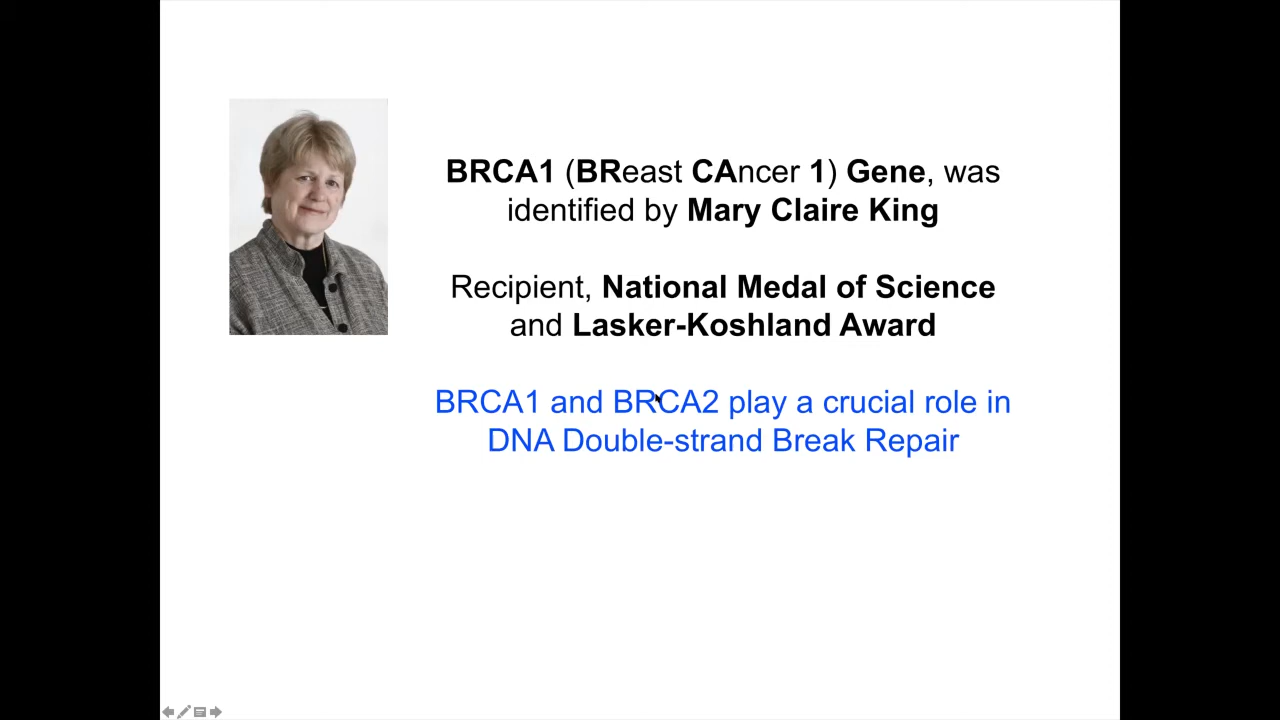 BRCA1 (BReast CAncer 1) Gene, was
identified by Mary Claire King
Recipient, National Medal of Science
and Lasker-Koshland Award
BRCA1 and BRCA2 play a crucial role in
DNA Double-strand Break Repair